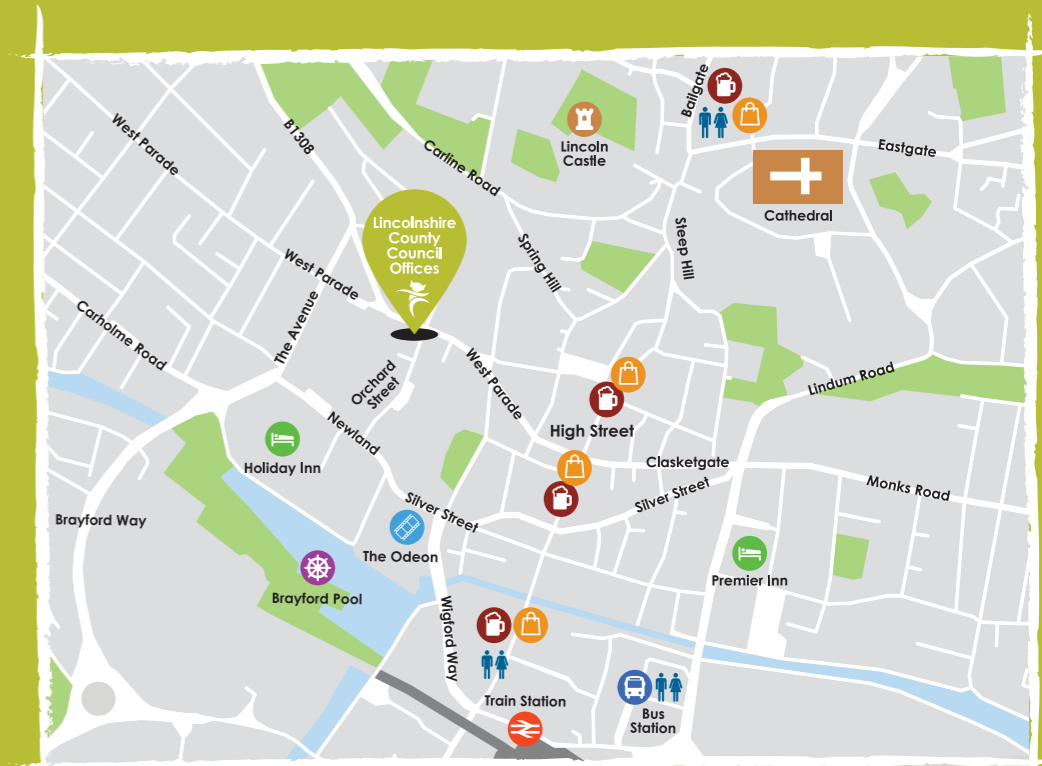 West Parade
B1308
Carline Road
Bailgate
Lincoln
Castle
Eastgate
Cathedral
Lincolnshire
County
Council
Offices
West Parade
Spring Hill
Steep Hill
Carholme Road
The Avenue
Orchard
Street
West Parade
Lindum Road
High Street
Newland
Holiday Inn
Clasketgate
Monks Road
Silver Street
Silver Street
Brayford Way
The Odeon
Premier Inn
Brayford Pool
Wigford Way
Train Station
Bus
Station